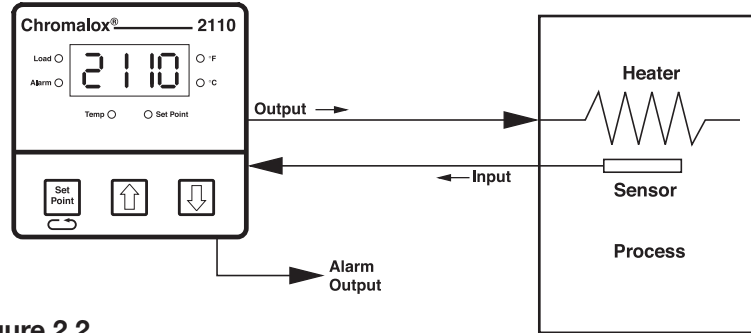 Chromalox® 2110
Load °F
2110
Alarm °C
Temp Set Point
Set
Point
Output
Input
Alarm
Output
Heater
Sensor
Process
gure 2.2